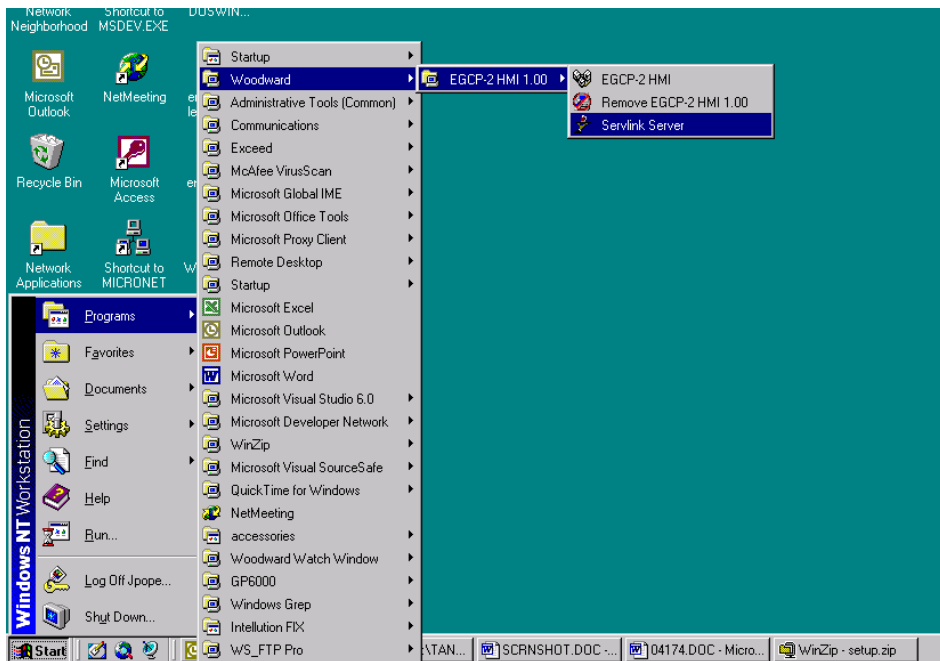 Network
Neighborhood
Shortcut to
MSDEV.EXE
DOSWIN...
Microsoft
Outlook
NetMeeting
Recycle Bin
Microsoft
Access
Network
Applications
Shortcut to
MICRONET
Startup
Woodward
Administrative Tools (Common)
Communications
Exceed
McAfee VirusScan
Microsoft Global IME
Microsoft Office Tools
Microsoft Proxy Client
Remote Desktop
Startup
Microsoft Excel
Microsoft Outlook
Microsoft PowerPoint
Microsoft Word
Microsoft Visual Studio 6.0
Microsoft Developer Network
WinZip
Microsoft Visual SourceSafe
QuickTime for Windows
NetMeeting
accessories
Woodward Watch Window
GP6000
Windows Grep
Intellution FIX
WS_FTP Pro
EGCP-2 HMI 1.00
EGCP-2 HMI
Remove EGCP-2 HMI 1.00
Servlink Server
Windows NT Workstation
Programs
Favorites
Documents
Settings
Find
Help
Run...
Log Off Jpope...
Shut Down...
Start
:\TAN...
SCRNSHOT.DOC -...
04174.DOC - Micro...
WinZip - setup.zip